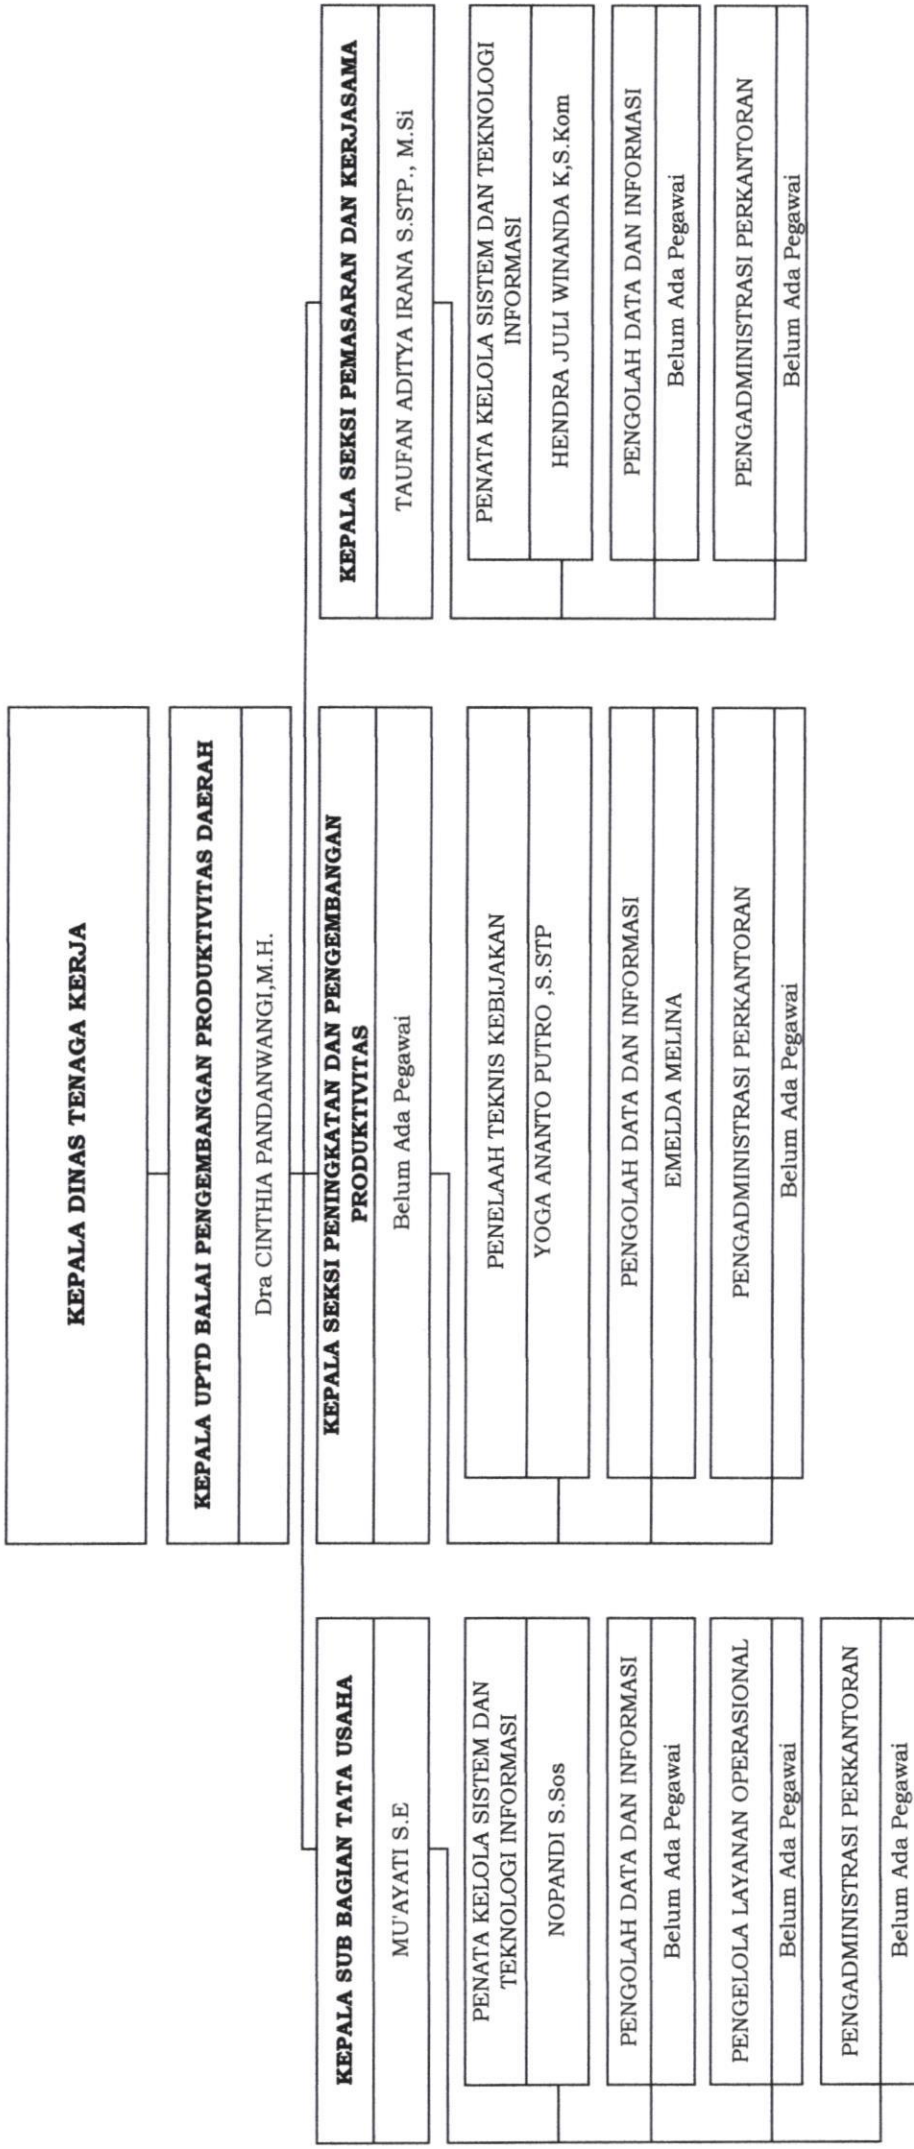 KEPALA DINAS TENAGA KERJA
KEPALA UPTD BALAI PENGEMBANGAN PRODUKTIVITAS DAERAH
Dra CINTHIA PANDANWANGI,M.H.
KEPALA SUB BAGIAN TATA USAHA
MU'AYATI S.E
PENATA KELOLA SISTEM DAN
TEKNOLOGI INFORMASI
NOPANDI S.Sos
PENGOLAH DATA DAN INFORMASI
Belum Ada Pegawai
PENGELOLA LAYANAN OPERASIONAL
Belum Ada Pegawai
PENGADMINISTRASI PERKANTORAN
Belum Ada Pegawai
KEPALA SEKSI PENINGKATAN DAN PENGEMBANGAN
PRODUKTIVITAS
Belum Ada Pegawai
PENELAAH TEKNIS KEBIJAKAN
YOGA ANANTO PUTRO ,S.STP
PENGOLAH DATA DAN INFORMASI
EMELDA MELINA
PENGADMINISTRASI PERKANTORAN
Belum Ada Pegawai
KEPALA SEKSI PEMASARAN DAN KERJASAMA
TAUFAN ADITYA IRANA S.STP., M.Si
PENATA KELOLA SISTEM DAN TEKNOLOGI
INFORMASI
HENDRA JULI WINANDA K,S.Kom
PENGOLAH DATA DAN INFORMASI
Belum Ada Pegawai
PENGADMINISTRASI PERKANTORAN
Belum Ada Pegawai